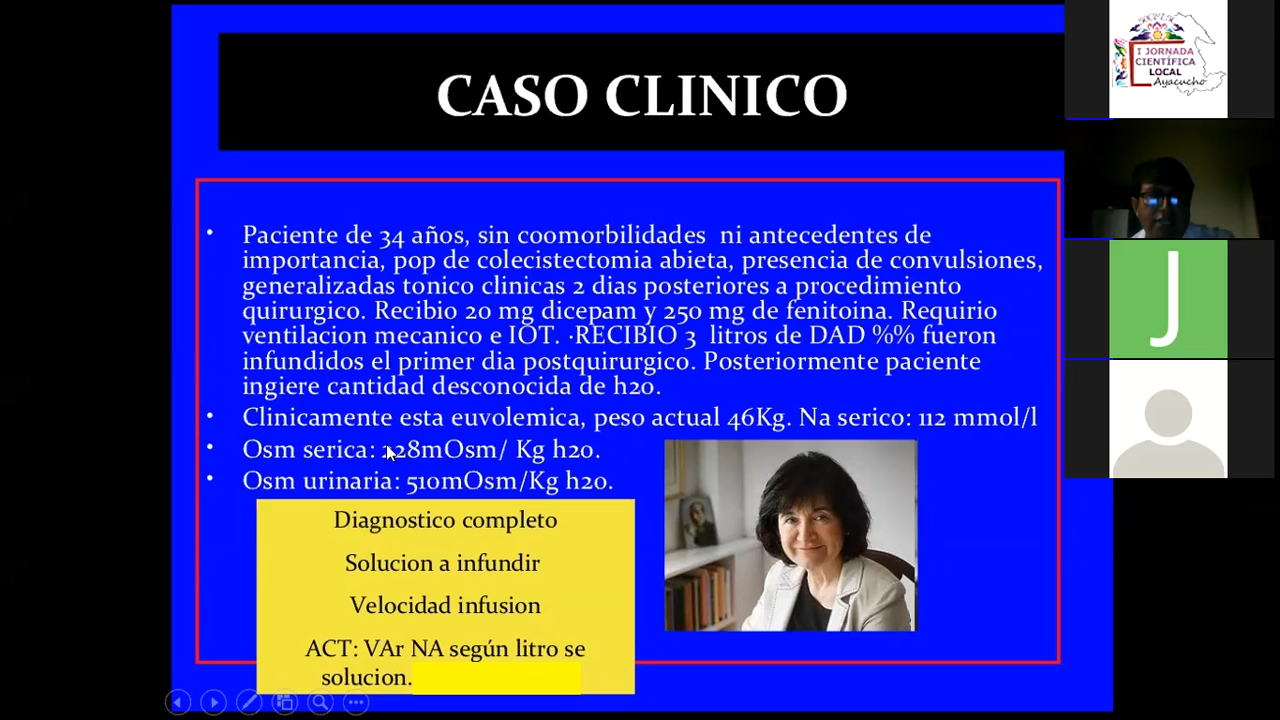 CASO CLINICO
• Paciente de 34 años, sin coomorbilidades ni antecedentes de
importancia, pop de colecistectomia abieta, presencia de convulsiones,
generalizadas tonico clinicas 2 dias posteriores a procedimiento
quirurgico. Recibio 20 mg dicepam y 250 mg de fenitoina. Requirio
ventilacion mecanico e IOT. ·RECIBIO 3 litros de DAD %% fueron
infundidos el primer dia postquirurgico. Posteriormente paciente
ingiere cantidad desconocida de h20.
• Clinicamente esta euvolemica, peso actual 46Kg. Na serico: 112 mmol/l
• Osm serica: 228mOsm/ Kg h20.
• Osm urinaria: 510mOsm/Kg h20.
Diagnostico completo
Solucion a infundir
Velocidad infusion
ACT: VAr NA según litro se
solucion.
I JORNADA
CIENTÍFICA
LOCAL
Ayacucho
J